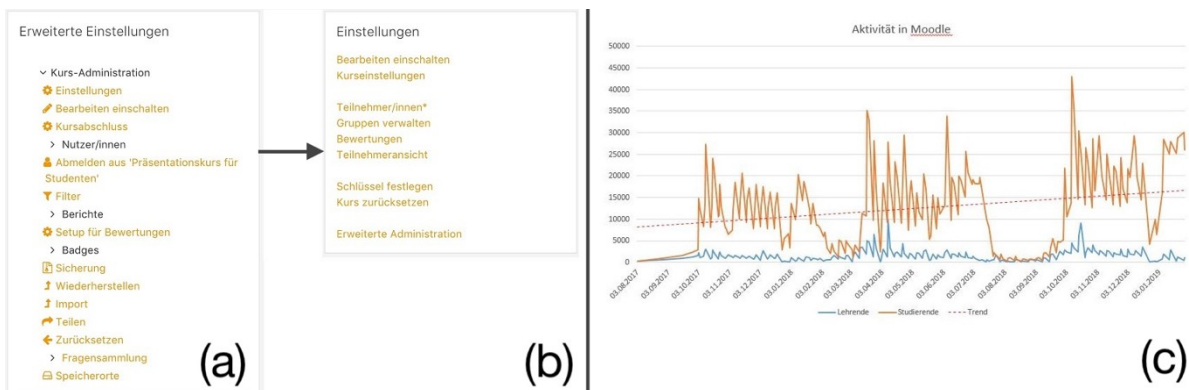 Erweiterte Einstellungen
Kurs-Administration
Einstellungen
Bearbeiten einschalten
Kursabschluss
Nutzer/innen
Abmelden aus 'Präsentationskurs für
Studenten'
Filter
Berichte
Setup für Bewertungen
Badges
Sicherung
Wiederherstellen
Import
Teilen
Zurücksetzen
Fragensammlung
Speicherorte
(a)
Einstellungen
Bearbeiten einschalten
Kurseinstellungen
Teilnehmer/innen*
Gruppen verwalten
Bewertungen
Teilnehmeransicht
Schlüssel festlegen
Kurs zurücksetzen
Erweiterte Administration
(b)
Aktivität in Moodle
50000
45000
40000
35000
30000
25000
20000
15000
10000
5000
0
03.08.2017
03.09.2017
03.10.2017
03.11.2017
03.12.2017
03.01.2018
03.02.2018
03.03.2018
03.04.2018
03.05.2018
03.06.2018
03.07.2018
03.08.2018
03.09.2018
03.10.2018
03.11.2018
03.12.2018
03.01.2019
Lehrende Studierende Trend
(c)